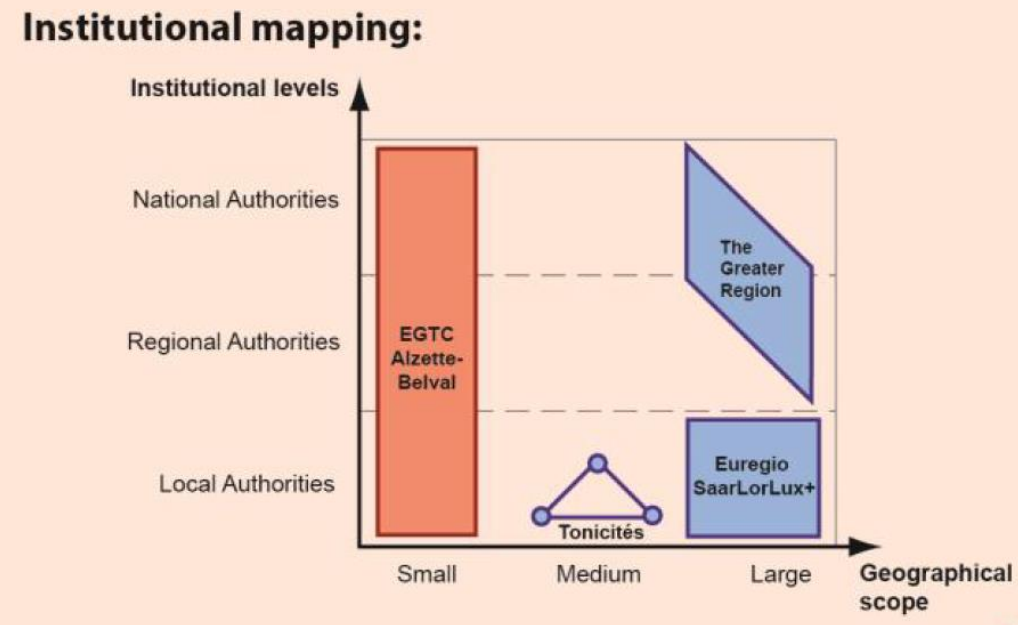 Institutional mapping:
Institutional levels
National Authorities
The
Greater
Region
Regional Authorities
EGTC
Alzette-
Belval
Local Authorities
Euregio
SaarLorLux+
Tonicités
Small
Medium
Large
Geographical
scope